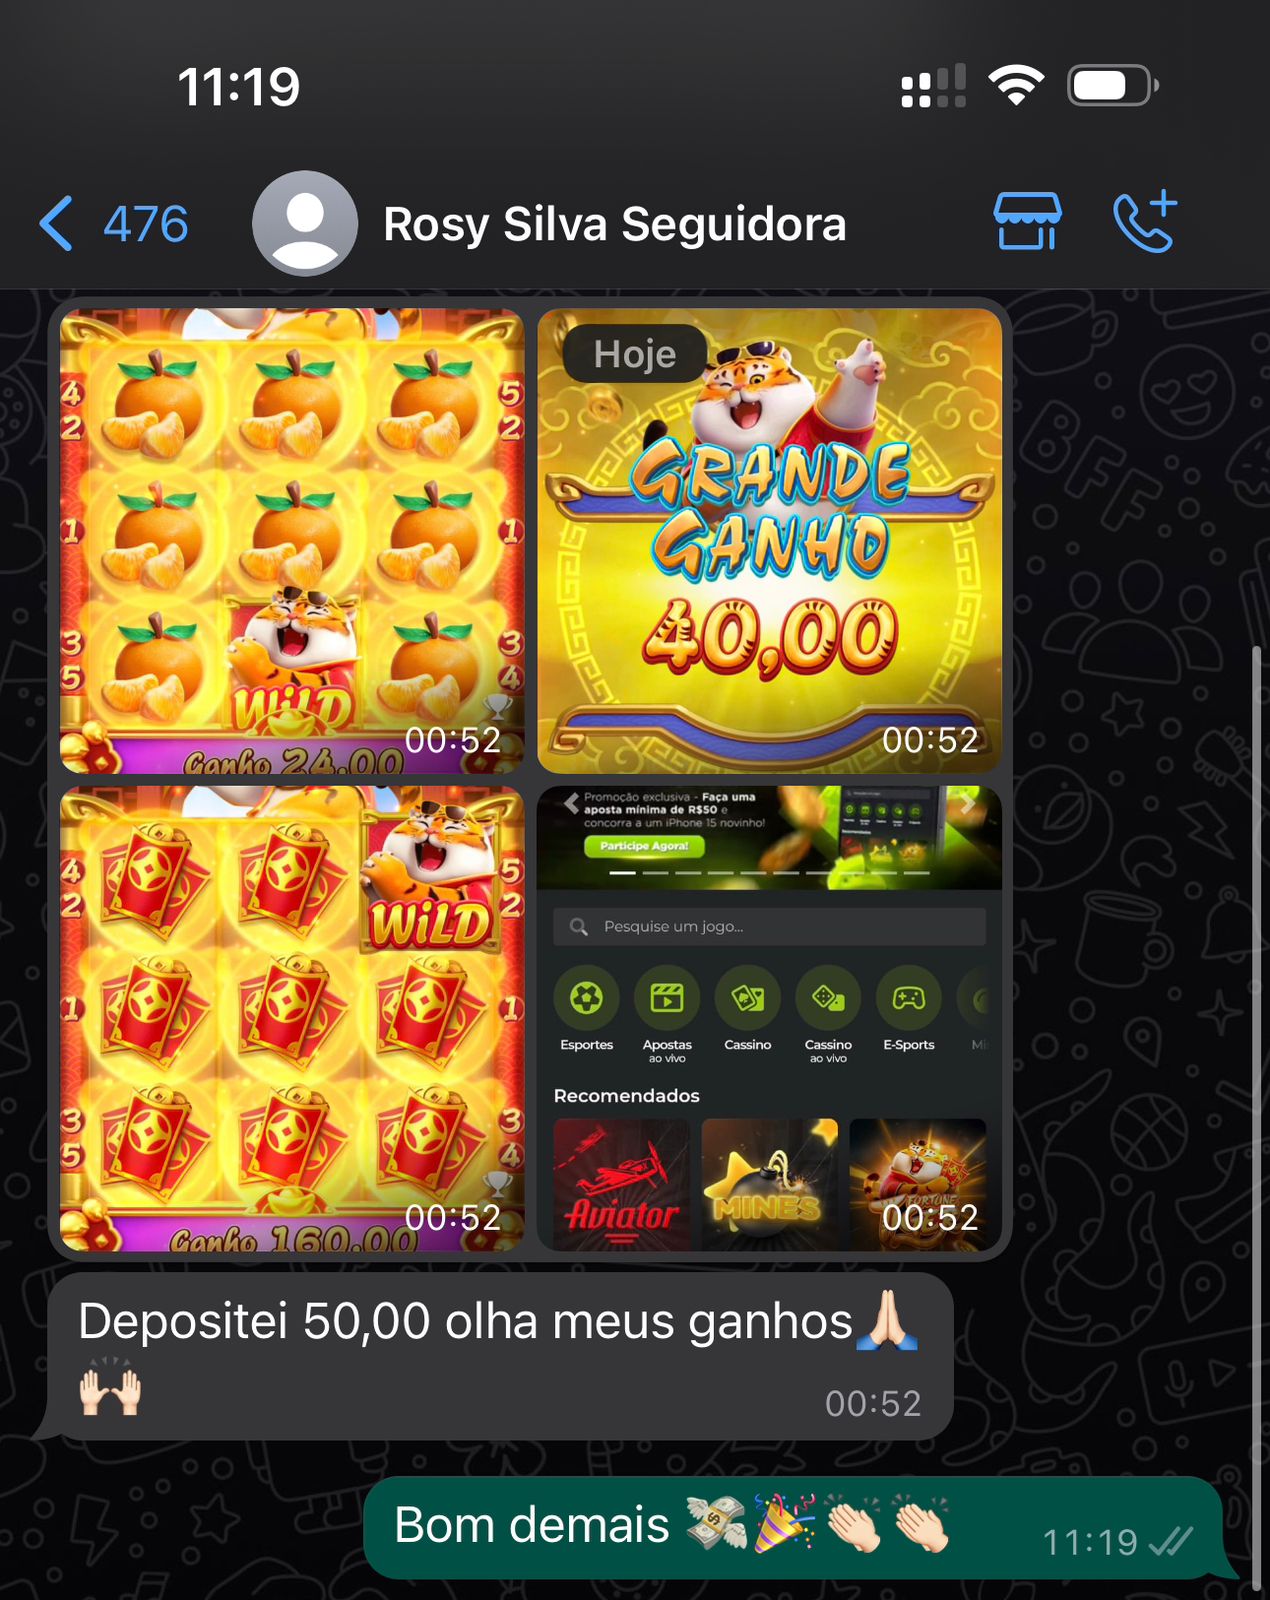 11:19
476
Rosy Silva Seguidora
Hoje
4 5
2 2
1 1
3 3
5 4
WILD
Ganho 24,00
00:52
GRANDE
GANHO
40,00
00:52
4 5
2 2
WILD
1 1
3 3
5 4
Ganho 160,00
00:52
Promoção exclusiva - Faça uma
aposta mínima de R$50 e
concorra a um iPhone 15 novinho!
Participe Agora!
Pesquise um jogo...
Esportes
Apostas
ao vivo
Cassino
Cassino
ao vivo
E-Sports
Mi
Recomendados
Aviator
MINES
FORTUNE
00:52
Depositei 50,00 olha meus ganhos🙏🏻
🙌🏻
00:52
Bom demais 💸🎉👏🏻👏🏻
11:19